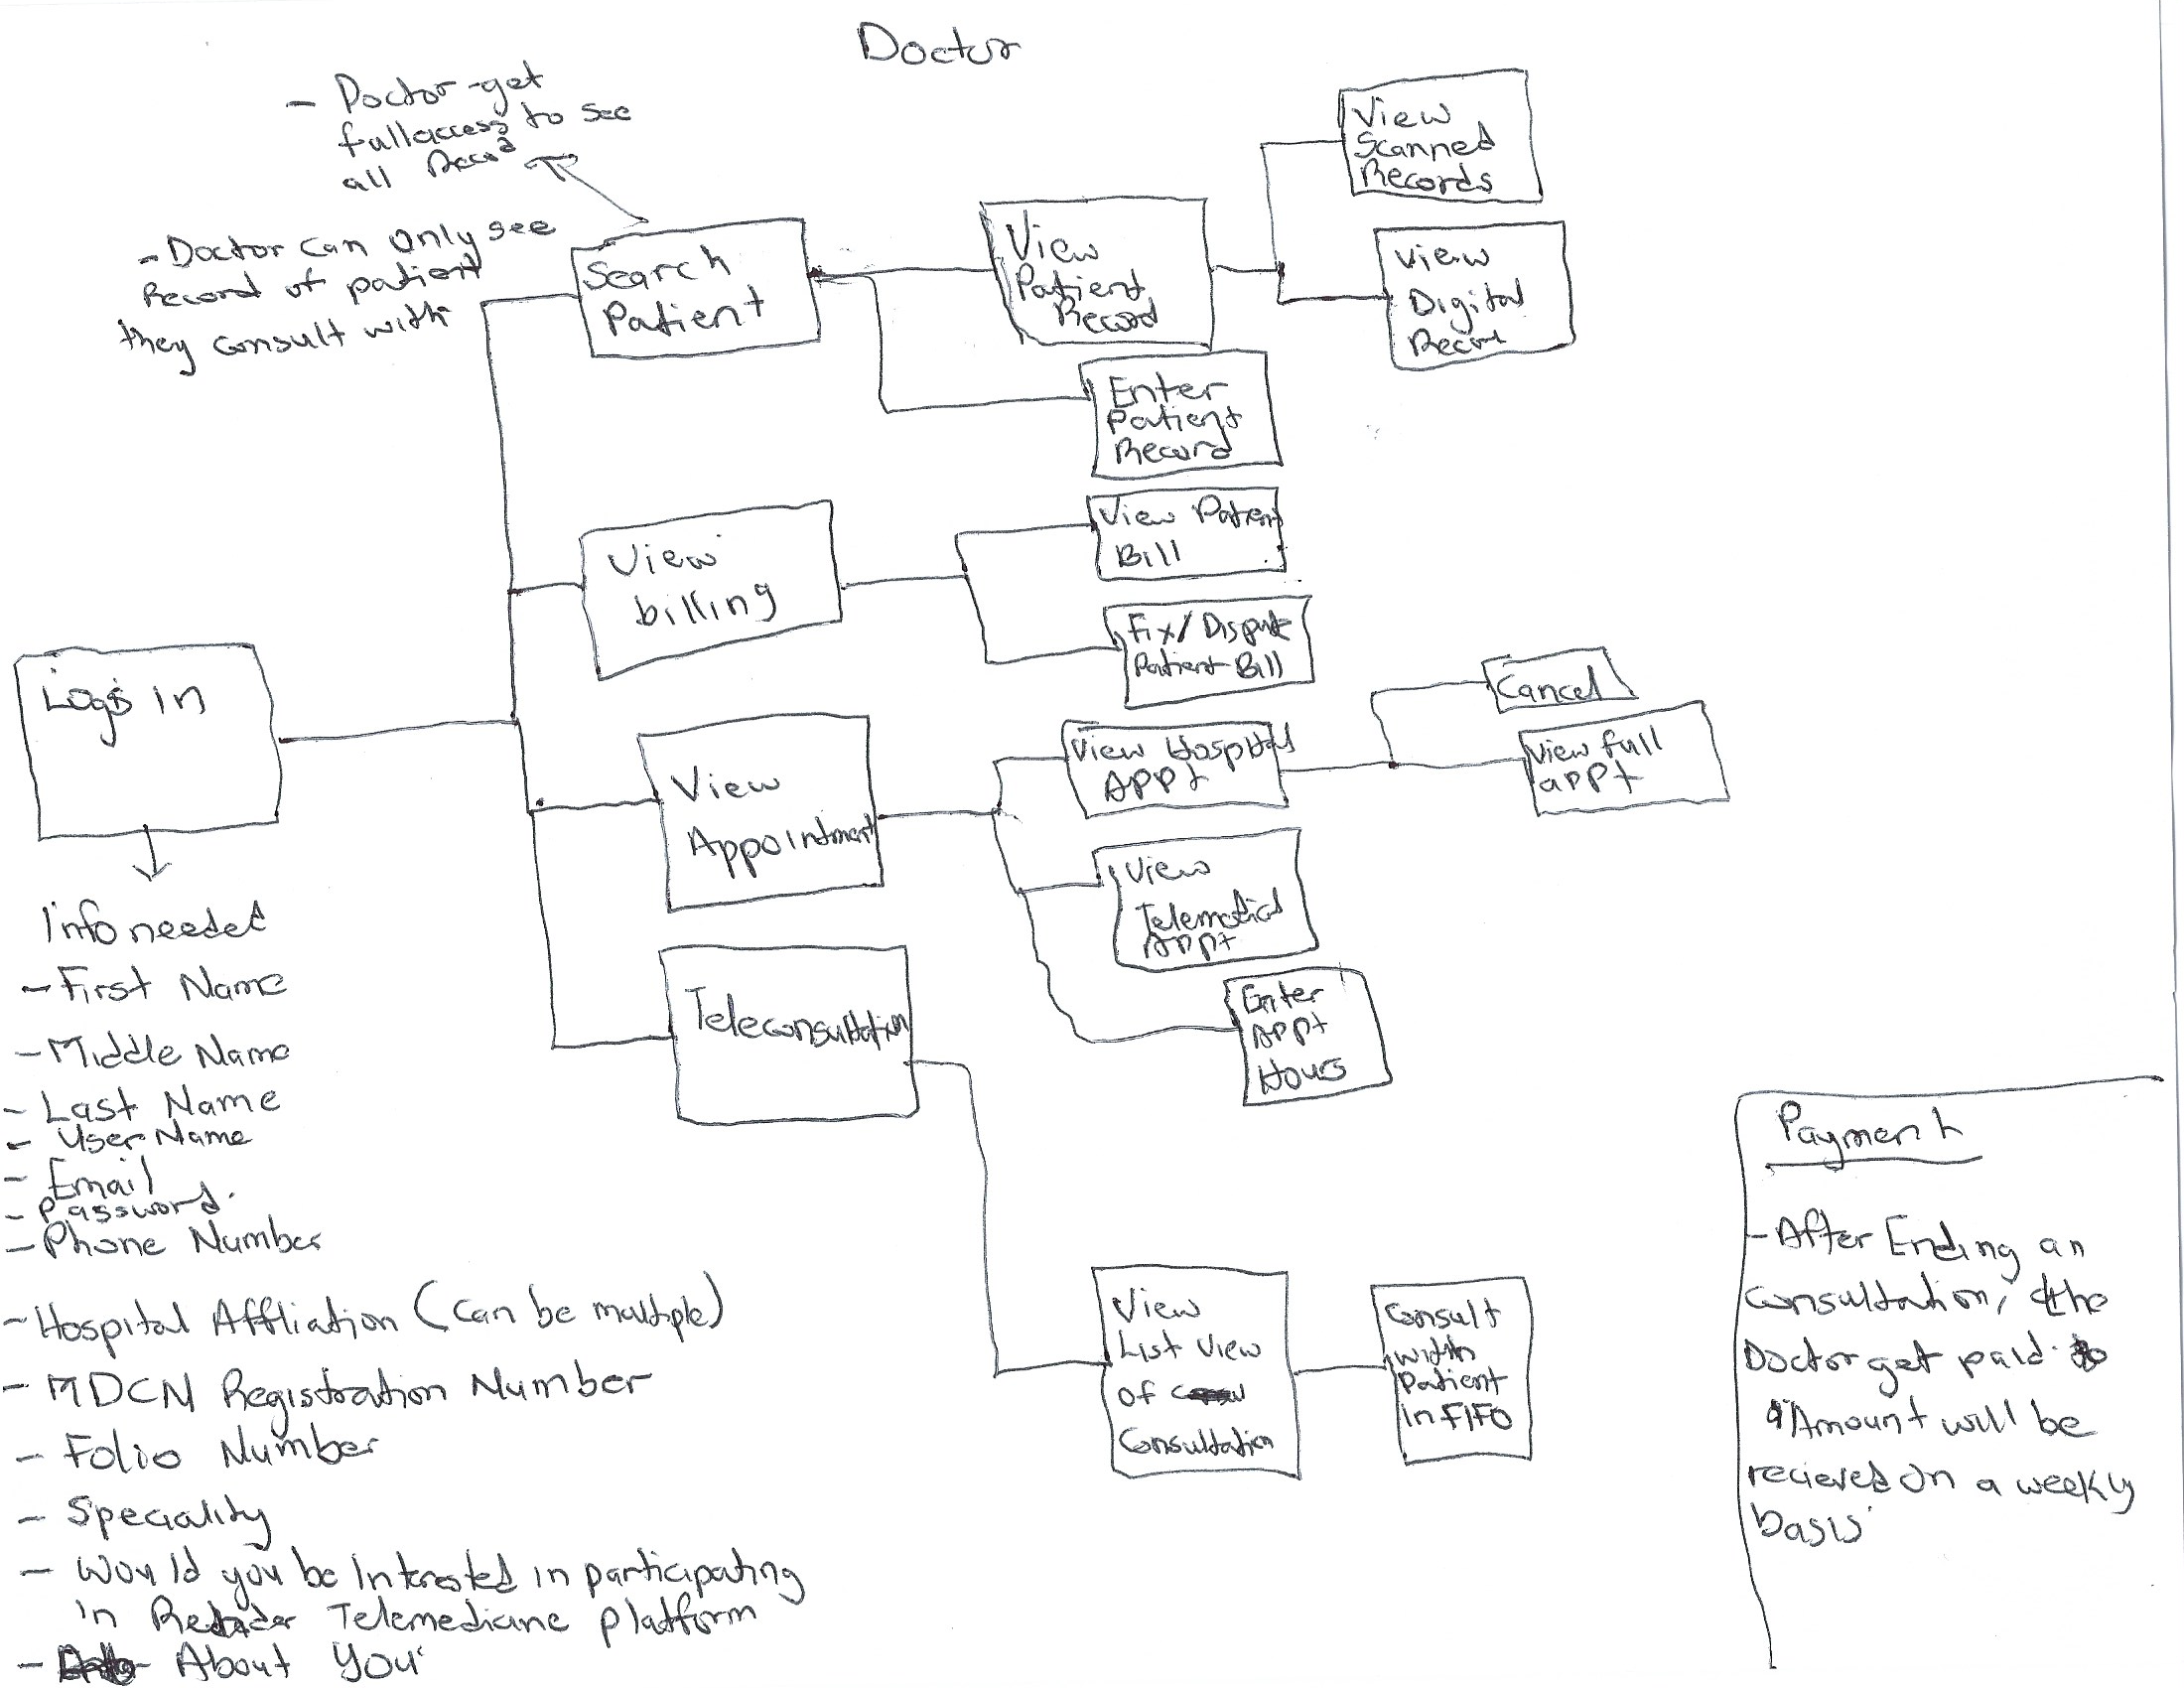 Doctor
- Doctor get
full access to see
all
- Doctor can only see
Record of patient
they consult with
Search
Patient
View
Patient
Record
View
Scanned
Records
View
Digital
Record
Enter
Patient
Record
View
billing
View Patient
Bill
Fix/Dispute
Patient Bill
Logs in
View
Appointment
View Hospital
APPt
Cancel
View full
appt
View
Telemedical
APPt
Enter
APPt
Hours
Teleconsultation
View
List View
of
Consultation
Consult
with
Patient
in FIFO
Info needed
- First Name
- Middle Name
- Last Name
- User Name
- Email
- Password
- Phone Number
- Hospital Affliation (can be multiple)
- MDCN Registration Number
- Folio Number
- Speciality
- Would you be Interested in participating
in Telemedicine platform
- About You
Payment
- After Ending an
consultation, the
Doctor get paid
Amount will be
recieved on a weekly
basis